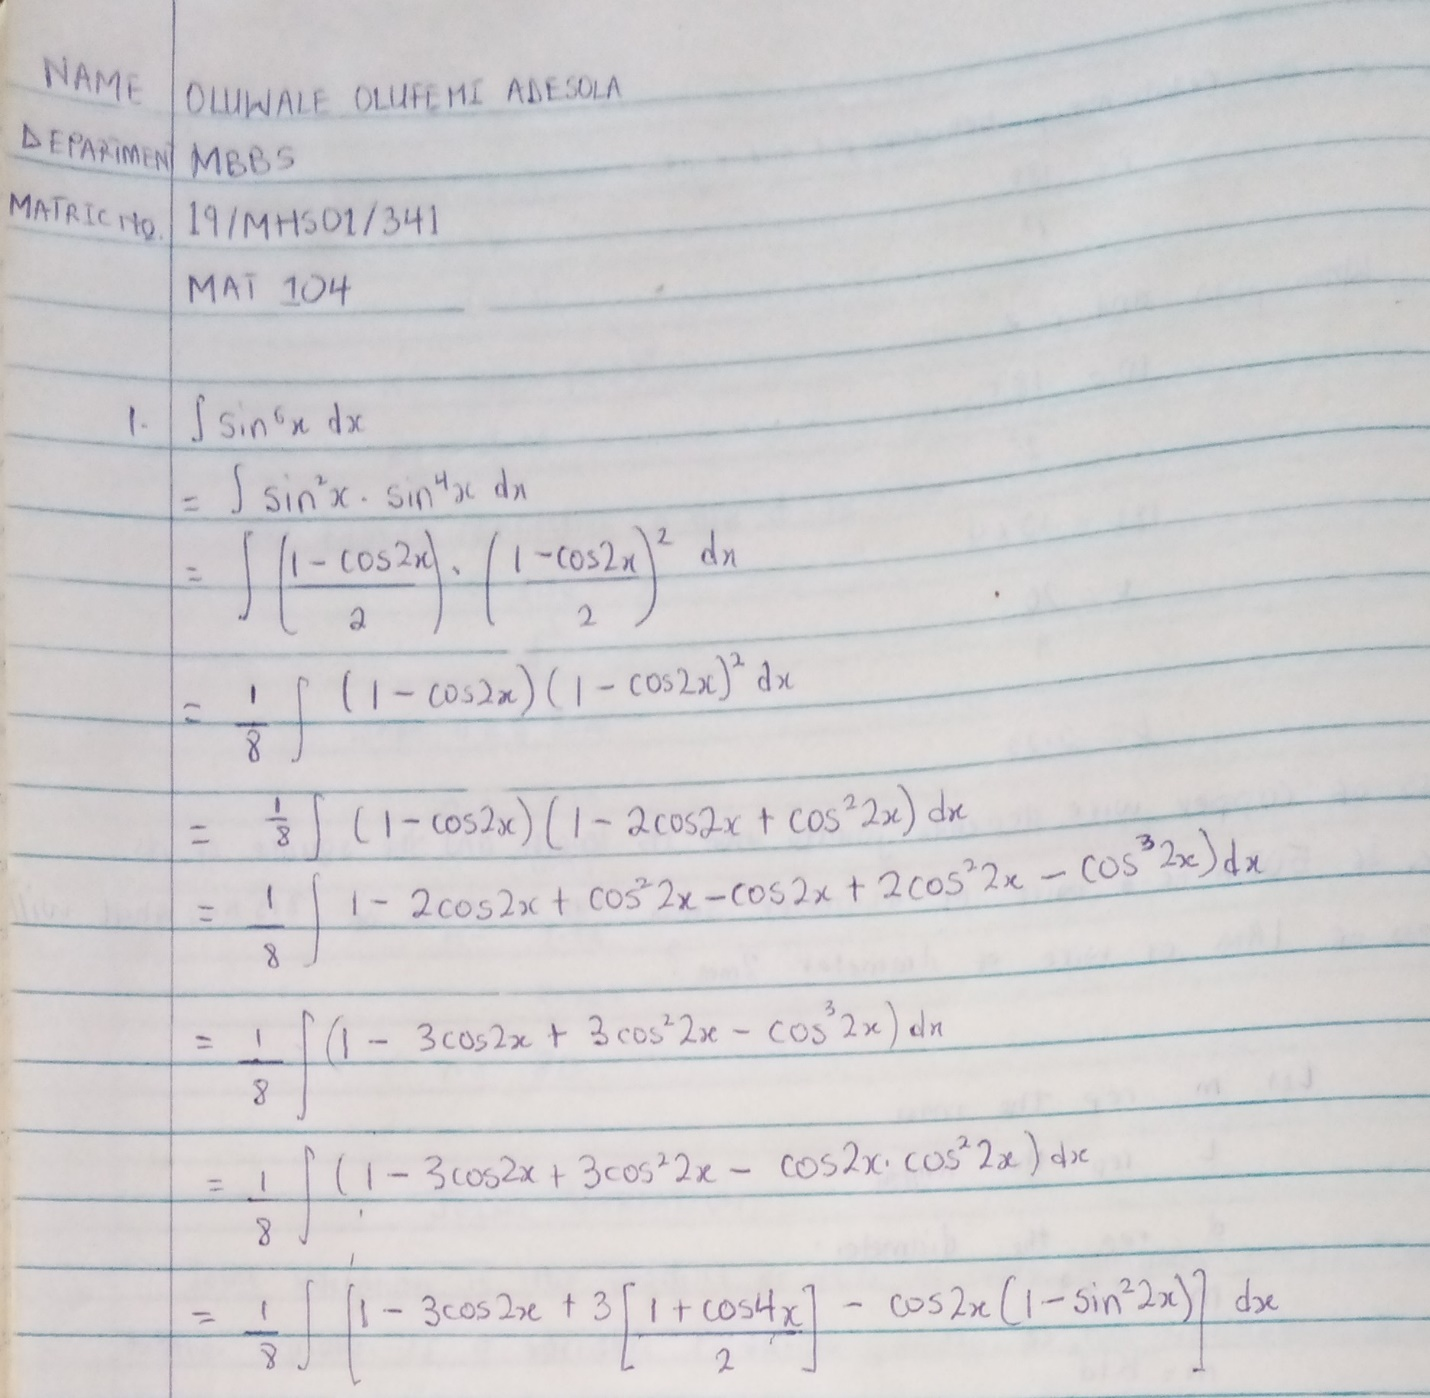 NAME OLUWALE OLUFEMI ADESOLA
DEPARTMENT MBBS
MATRIC NO. 19/MHS01/341
MAT 104
1. ∫ sin⁶x dx
= ∫ sin²x . sin⁴x dx
= ∫ ((1 - cos2x)/2) . ((1 - cos2x)/2)² dx
= 1/8 ∫ (1 - cos2x)(1 - cos2x)² dx
= 1/8 ∫ (1 - cos2x)(1 - 2cos2x + cos²2x) dx
= 1/8 ∫ 1 - 2cos2x + cos²2x - cos2x + 2cos²2x - cos³2x) dx
= 1/8 ∫ (1 - 3cos2x + 3cos²2x - cos³2x) dx
= 1/8 ∫ (1 - 3cos2x + 3cos²2x - cos2x . cos²2x) dx
= 1/8 ∫ [1 - 3cos2x + 3[(1 + cos4x)/2] - cos2x (1 - sin²2x)] dx